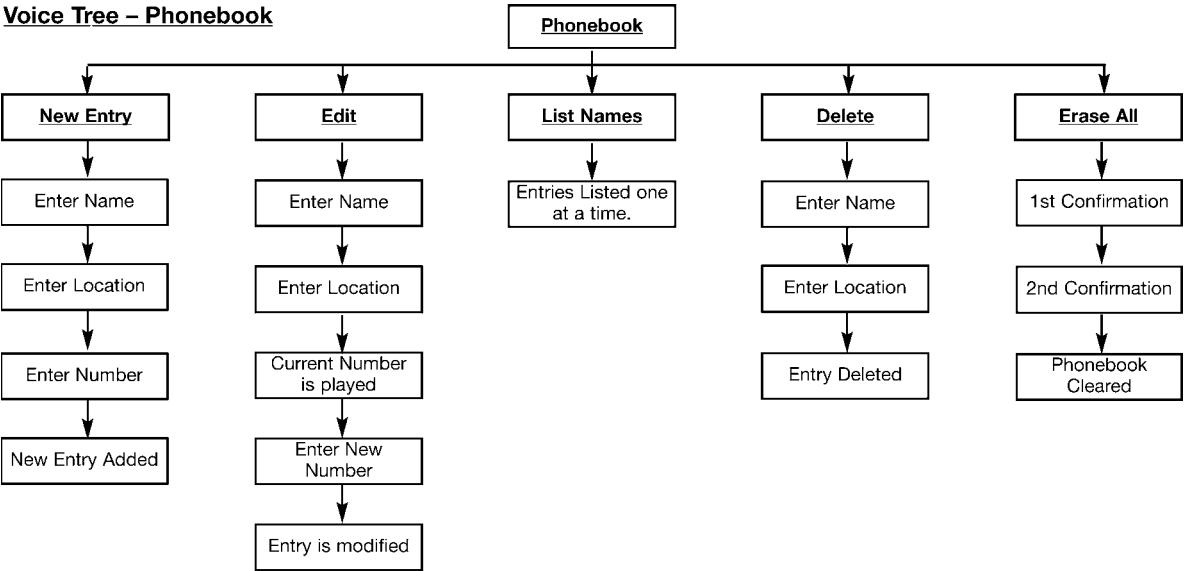 Voice Tree – Phonebook
Phonebook
New Entry
Edit
List Names
Delete
Erase All
Enter Name
Enter Name
Entries Listed one
at a time.
Enter Name
1st Confirmation
Enter Location
Enter Location
Enter Location
2nd Confirmation
Enter Number
Current Number
is played
Entry Deleted
Phonebook
Cleared
New Entry Added
Enter New
Number
Entry is modified